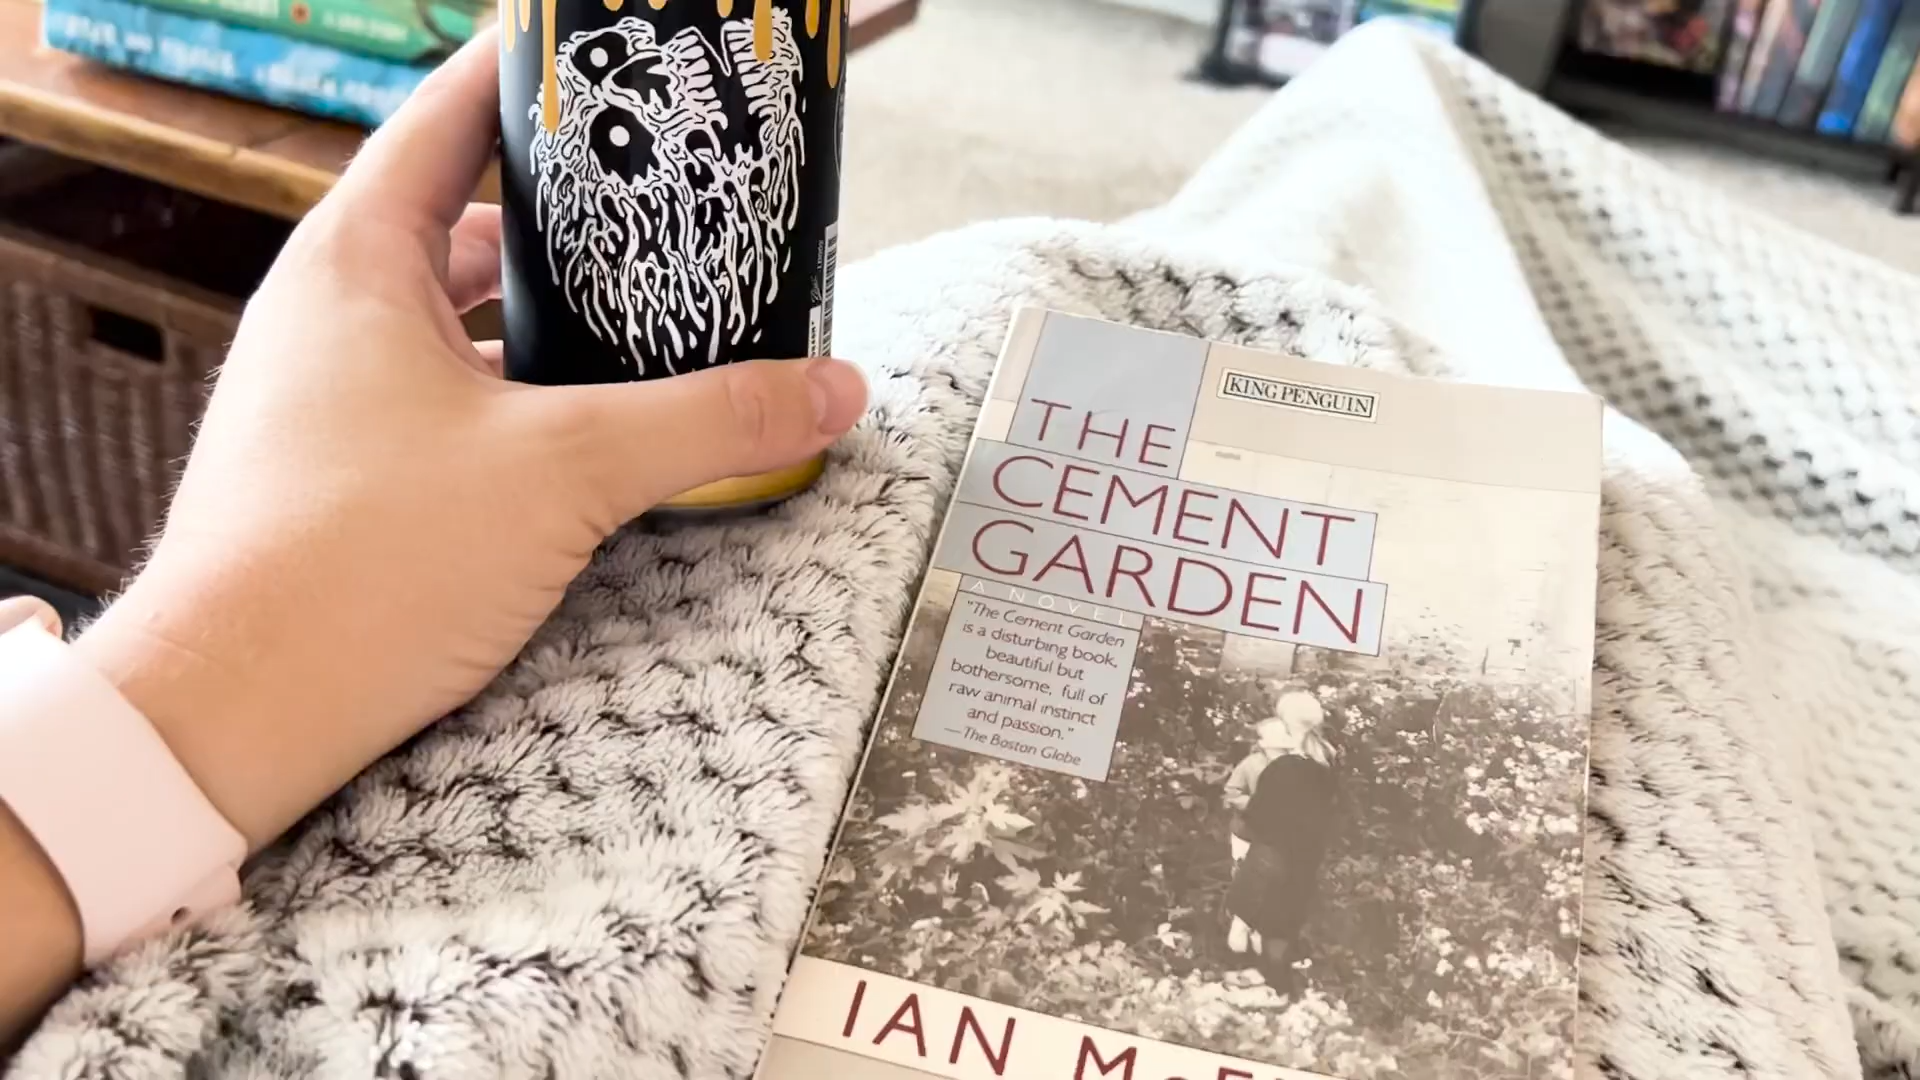 KING PENGUIN
THE
CEMENT
GARDEN
A NOVEL
"The Cement Garden
is a disturbing book,
beautiful but
bothersome, full of
raw animal instinct
and passion."
—The Boston Globe
IAN